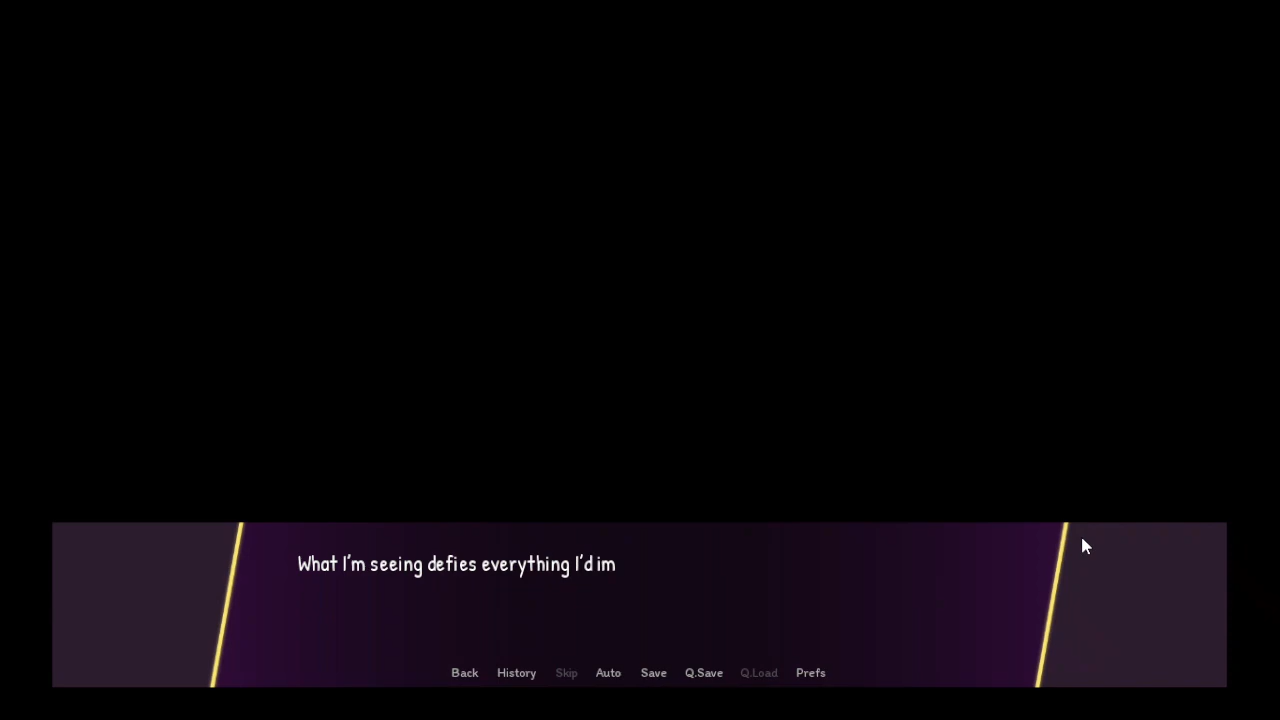 What I'm seeing defies everything I'd im
Back History Skip Auto Save Q.Save Q.Load Prefs